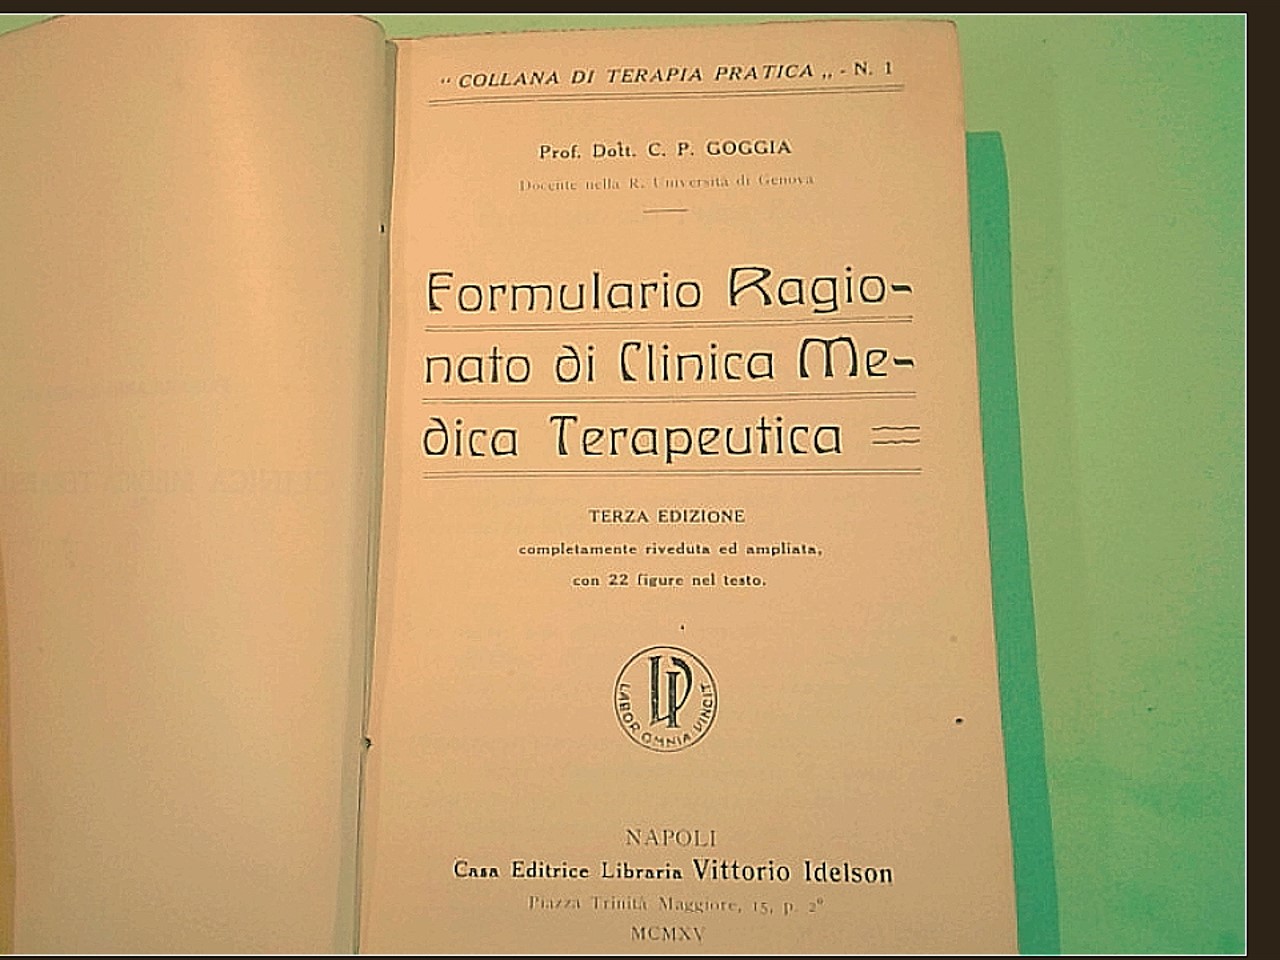 “ COLLANA DI TERAPIA PRATICA „ - N. 1
Prof. Dott. C. P. GOGGIA
Docente nella R. Università di Genova
Formulario Ragio-
nato di Clinica Me-
dica Terapeutica
TERZA EDIZIONE
completamente riveduta ed ampliata,
con 22 figure nel testo.
LABOR OMNIA VINCIT
NAPOLI
Casa Editrice Libraria Vittorio Idelson
Piazza Trinità Maggiore, 15, p. 2º
MCMXV